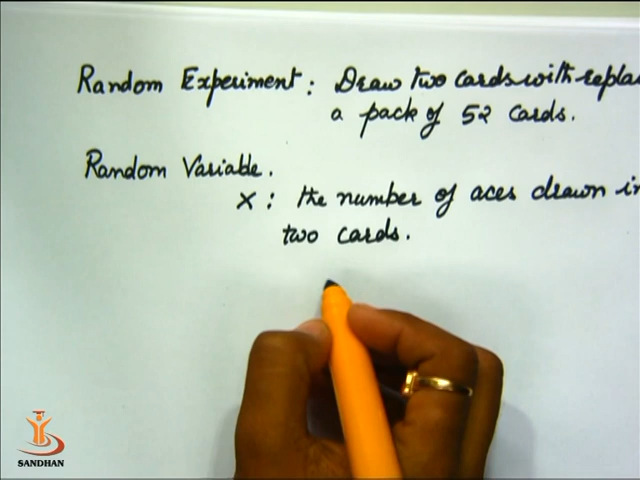 Random Experiment: Draw two cards with replac
a pack of 52 cards.
Random Variable.
X: the number of aces drawn in
two cards.
SANDHAN